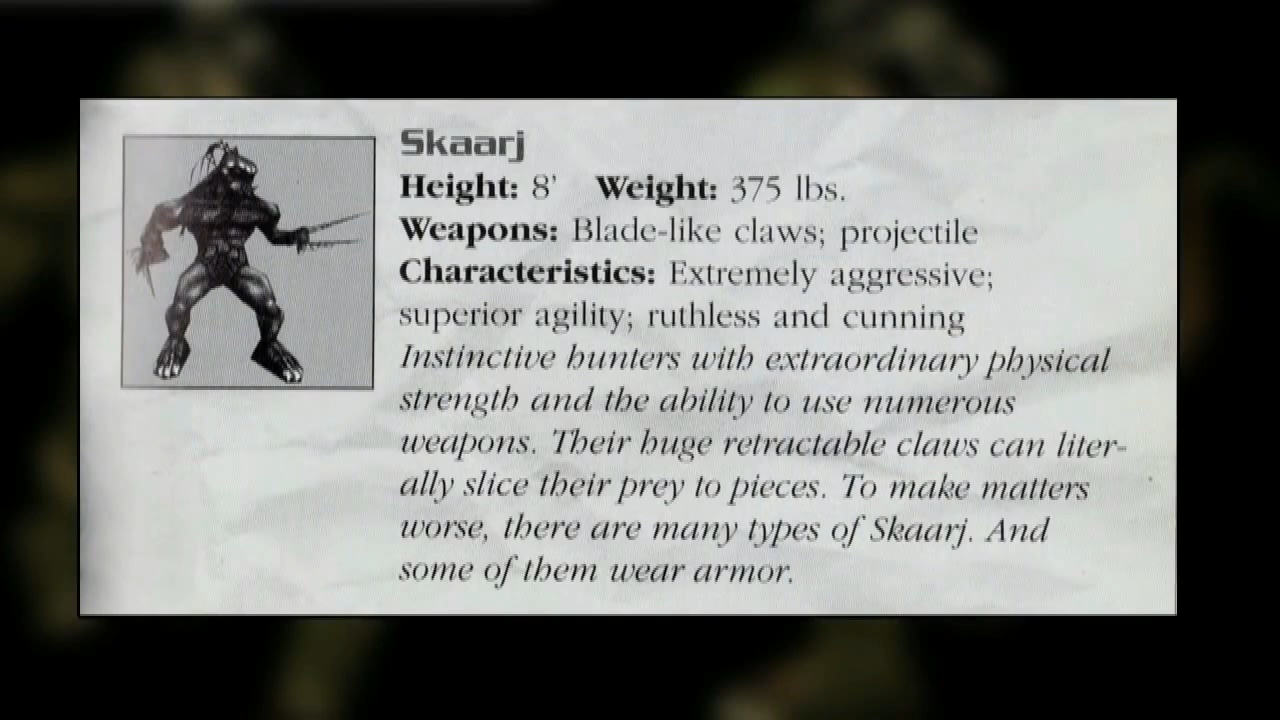 Skaarj
Height: 8' Weight: 375 lbs.
Weapons: Blade-like claws; projectile
Characteristics: Extremely aggressive;
superior agility; ruthless and cunning
Instinctive hunters with extraordinary physical
strength and the ability to use numerous
weapons. Their huge retractable claws can liter-
ally slice their prey to pieces. To make matters
worse, there are many types of Skaarj. And
some of them wear armor.